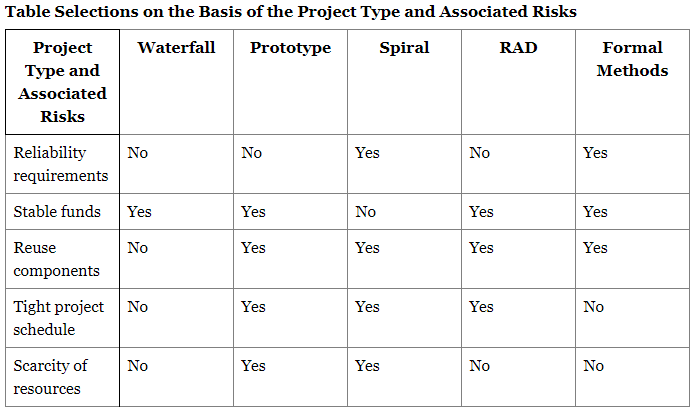 Table Selections on the Basis of the Project Type and Associated Risks
Project Type and Associated Risks Waterfall Prototype Spiral RAD Formal Methods
Reliability requirements No No Yes No Yes
Stable funds Yes Yes No Yes Yes
Reuse components No Yes Yes Yes Yes
Tight project schedule No Yes Yes Yes No
Scarcity of resources No Yes Yes No No